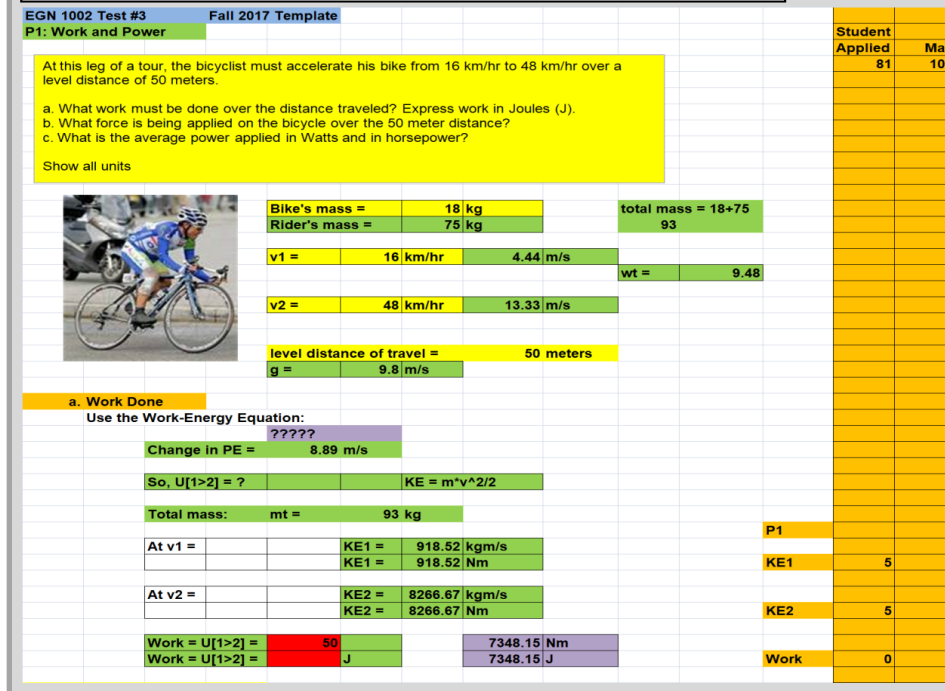 EGN 1002 Test #3 Fall 2017 Template
P1: Work and Power Student
Applied Ma
81 10
At this leg of a tour, the bicyclist must accelerate his bike from 16 km/hr to 48 km/hr over a
level distance of 50 meters.
a. What work must be done over the distance traveled? Express work in Joules (J).
b. What force is being applied on the bicycle over the 50 meter distance?
c. What is the average power applied in Watts and in horsepower?
Show all units
Bike's mass = 18 kg total mass = 18+75
Rider's mass = 75 kg 93
v1 = 16 km/hr 4.44 m/s
wt = 9.48
v2 = 48 km/hr 13.33 m/s
level distance of travel = 50 meters
g = 9.8 m/s
a. Work Done
Use the Work-Energy Equation:
?????
Change in PE = 8.89 m/s
So, U[1>2] = ? KE = m*v^2/2
Total mass: mt = 93 kg
P1
At v1 = KE1 = 918.52 kgm/s
KE1 = 918.52 Nm KE1 5
At v2 = KE2 = 8266.67 kgm/s
KE2 = 8266.67 Nm KE2 5
Work = U[1>2] = 50 7348.15 Nm
Work = U[1>2] = J 7348.15 J Work 0